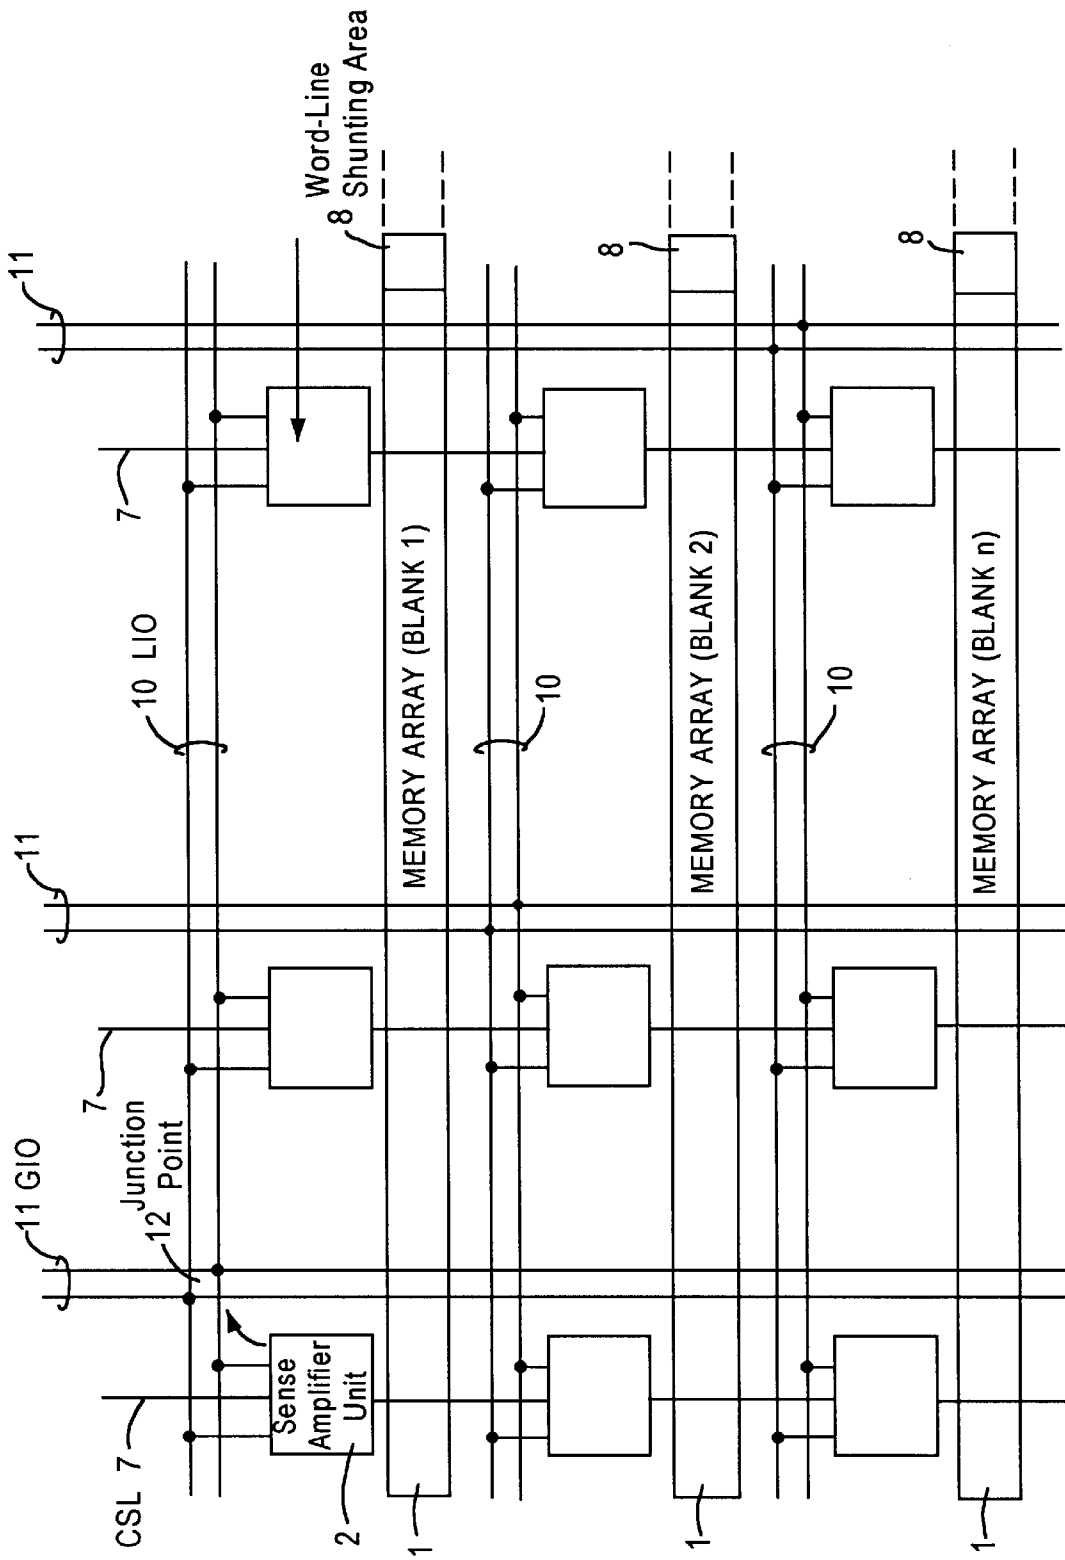 11 GIO
11
11
CSL 7
7
7
12 Junction
Point
10 LIO
Word-Line
Shunting Area
Sense
Amplifier
Unit
2
8
1
MEMORY ARRAY (BLANK 1)
10
8
1
MEMORY ARRAY (BLANK 2)
10
8
1
MEMORY ARRAY (BLANK n)